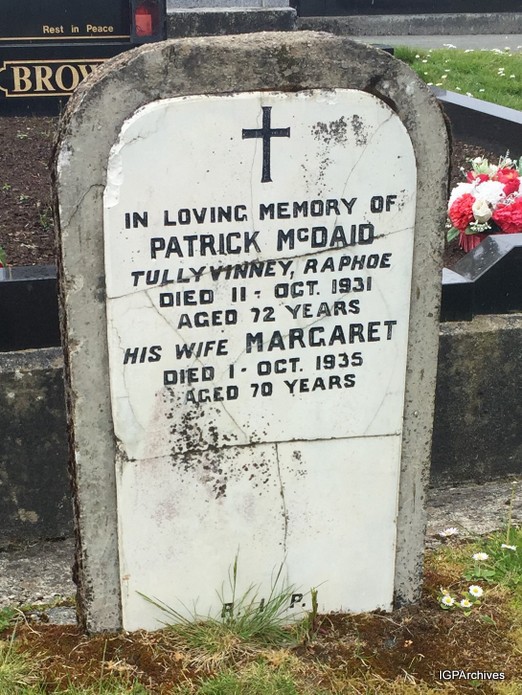 Rest in Peace
IN LOVING MEMORY OF
PATRICK McDAID
TULLYVINNEY, RAPHOE
DIED 11 - OCT. 1931
AGED 72 YEARS
HIS WIFE MARGARET
DIED 1 - OCT. 1935
AGED 70 YEARS
R. I. P.
IGPArchives